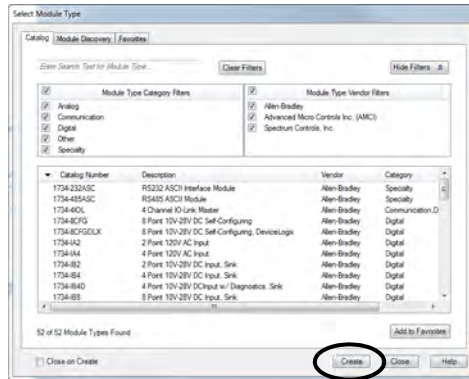 Select Module Type
Catalog Module Discovery Favorites
Enter Search Text for Module Type... Clear Filters Hide Filters
Module Type Category Filters Module Type Vendor Filters
Analog Allen-Bradley
Communication Advanced Micro Controls Inc. (AMCI)
Digital Spectrum Controls, Inc.
Other
Specialty
Catalog Number Description Vendor Category
1734-232ASC RS232 ASCII Interface Module Allen-Bradley Specialty
1734-485ASC RS485 ASCII Module Allen-Bradley Specialty
1734-4IOL 4 Channel IO-Link Master Allen-Bradley Communication,D
1734-8CFG 8 Point 10V-28V DC Self-Configuring Allen-Bradley Digital
1734-8CFGDLX 8 Point 10V-28V DC Self-Configuring, DeviceLogix Allen-Bradley Digital
1734-IA2 2 Point 120V AC Input Allen-Bradley Digital
1734-IA4 4 Point 120V AC Input Allen-Bradley Digital
1734-IB2 2 Point 10V-28V DC Input, Sink Allen-Bradley Digital
1734-IB4 4 Point 10V-28V DC Input, Sink Allen-Bradley Digital
1734-IB4D 4 Point 10V-28V DCInput w/ Diagnostics, Sink Allen-Bradley Digital
1734-IB8 8 Point 10V-28V DC Input, Sink Allen-Bradley Digital
52 of 52 Module Types Found Add to Favorites
Close on Create Create Close Help